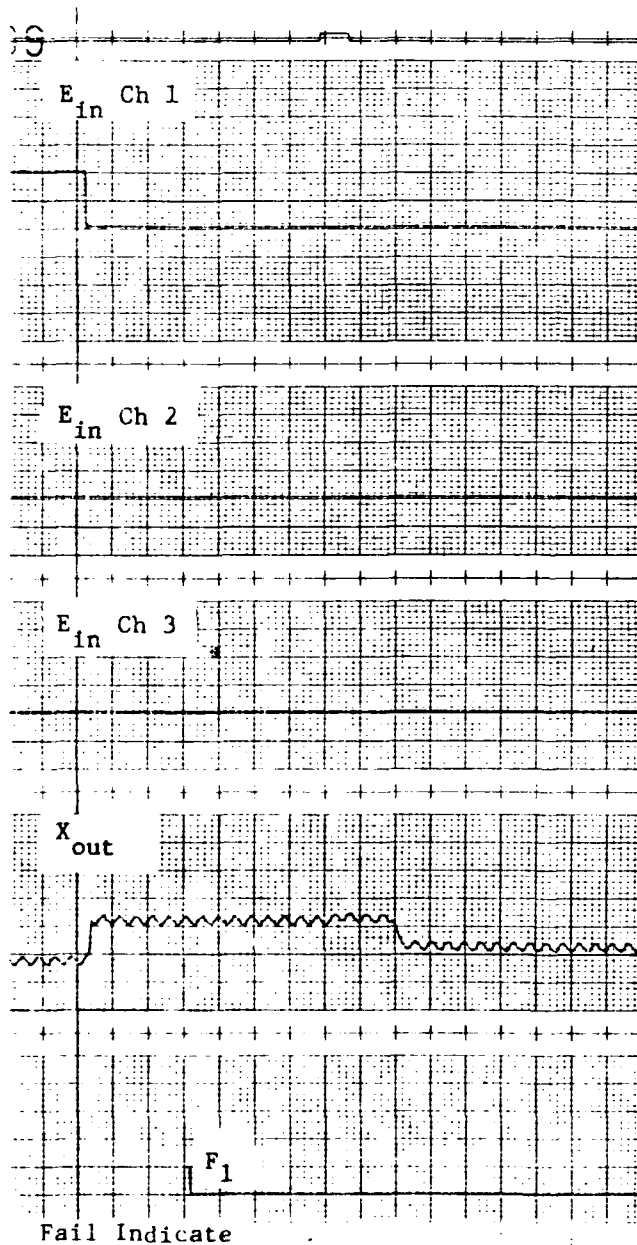 E_in Ch 1
E_in Ch 2
E_in Ch 3
X_out
F_1
Fail Indicate